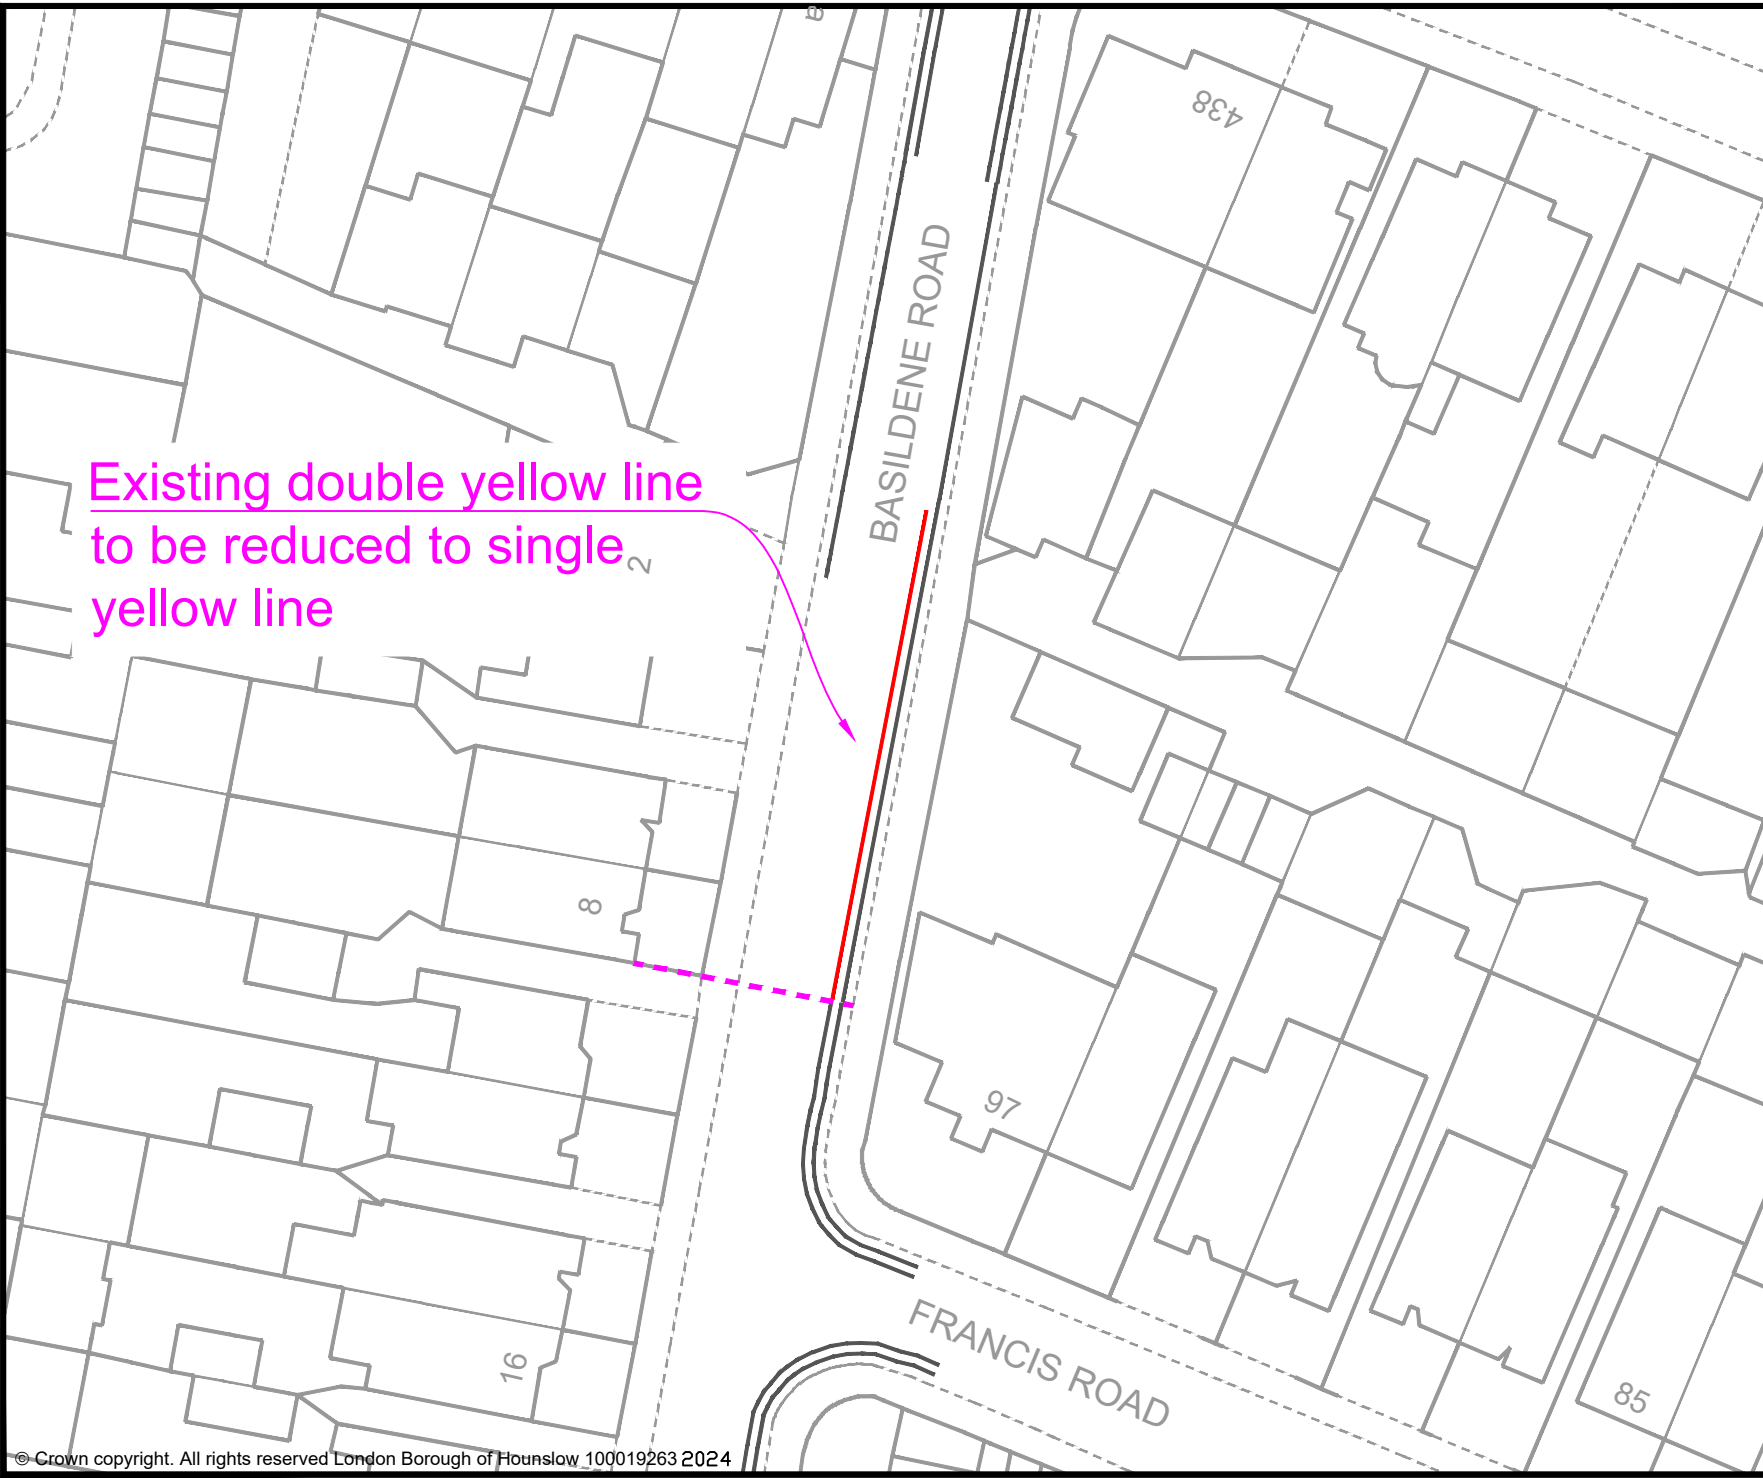 a
438
BASILDENE ROAD
Existing double yellow line
to be reduced to single
yellow line
2
8
97
FRANCIS ROAD
16
85
© Crown copyright. All rights reserved London Borough of Hounslow 100019263 2024